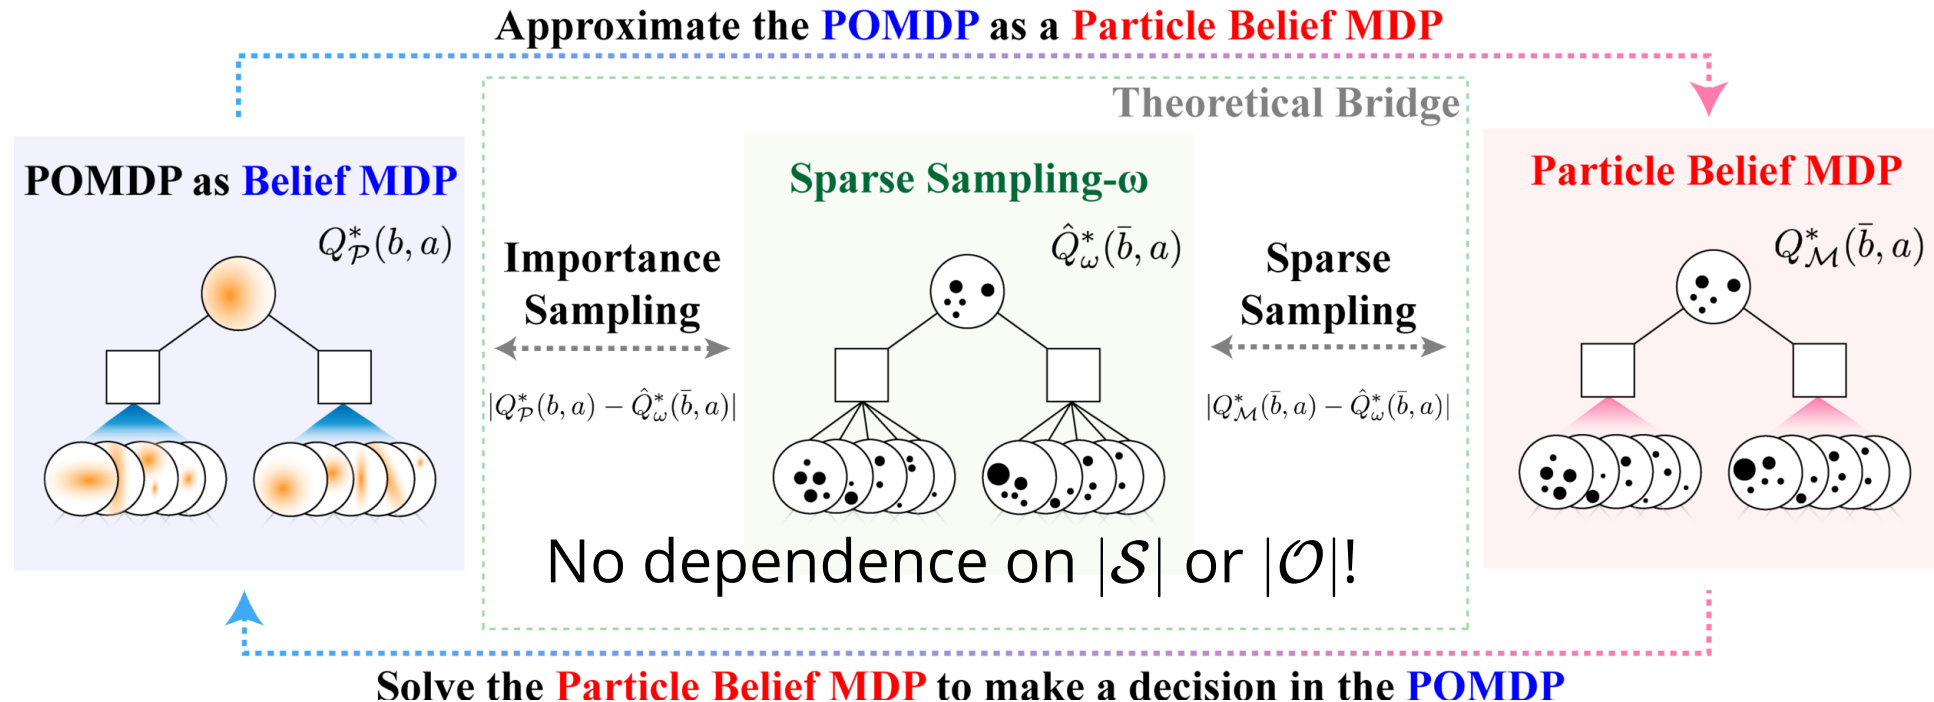 Approximate the POMDP as a Particle Belief MDP
Theoretical Bridge
POMDP as Belief MDP
Q*_𝒫(b, a)
Importance
Sampling
|Q*_𝒫(b, a) − Q̂*_ω(b̄, a)|
Sparse Sampling-ω
Q̂*_ω(b̄, a)
Sparse
Sampling
|Q*_ℳ(b̄, a) − Q̂*_ω(b̄, a)|
Particle Belief MDP
Q*_ℳ(b̄, a)
No dependence on |𝒮| or |𝒪|!
Solve the Particle Belief MDP to make a decision in the POMDP